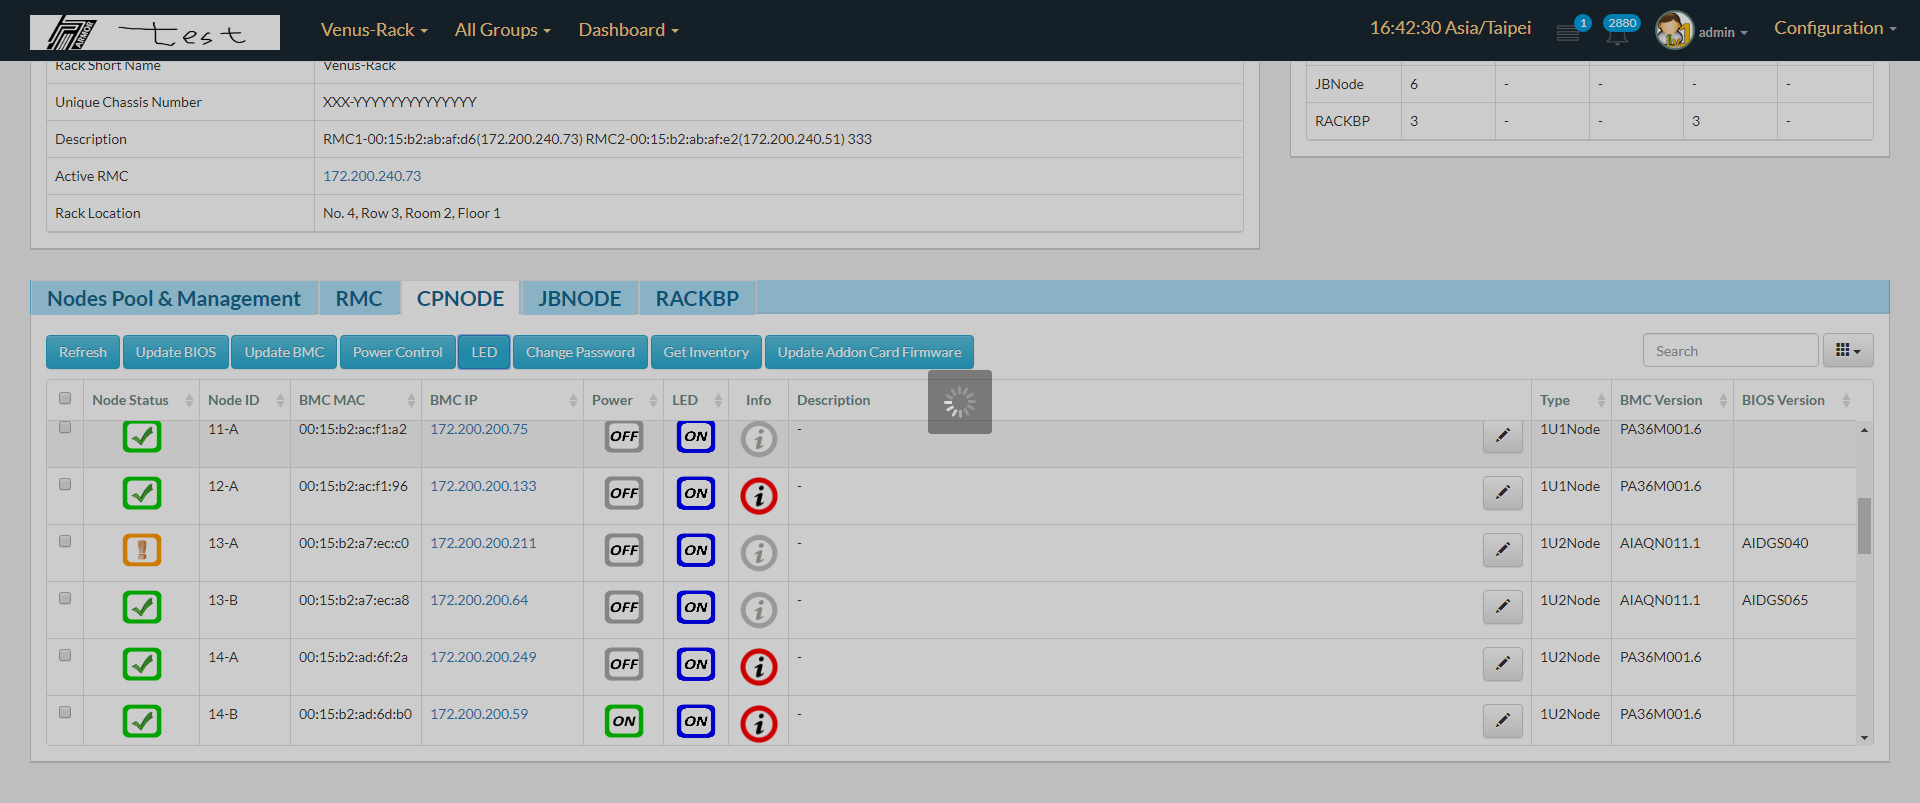 ARMOR test Venus-Rack All Groups Dashboard 16:42:30 Asia/Taipei 1 2880 admin Configuration
Rack Short Name Venus-Rack
Unique Chassis Number XXX-YYYYYYYYYYYYYY
Description RMC1-00:15:b2:ab:af:d6(172.200.240.73) RMC2-00:15:b2:ab:af:e2(172.200.240.51) 333
Active RMC 172.200.240.73
Rack Location No. 4, Row 3, Room 2, Floor 1
JBNode 6 - - - -
RACKBP 3 - - 3 -
Nodes Pool & Management RMC CPNODE JBNODE RACKBP
Refresh Update BIOS Update BMC Power Control LED Change Password Get Inventory Update Addon Card Firmware Search
Node Status Node ID BMC MAC BMC IP Power LED Info Description Type BMC Version BIOS Version
11-A 00:15:b2:ac:f1:a2 172.200.200.75 OFF ON i - 1U1Node PA36M001.6
12-A 00:15:b2:ac:f1:96 172.200.200.133 OFF ON i - 1U1Node PA36M001.6
! 13-A 00:15:b2:a7:ec:c0 172.200.200.211 OFF ON i - 1U2Node AIAQN011.1 AIDGS040
13-B 00:15:b2:a7:ec:a8 172.200.200.64 OFF ON i - 1U2Node AIAQN011.1 AIDGS065
14-A 00:15:b2:ad:6f:2a 172.200.200.249 OFF ON i - 1U2Node PA36M001.6
14-B 00:15:b2:ad:6d:b0 172.200.200.59 ON ON i - 1U2Node PA36M001.6